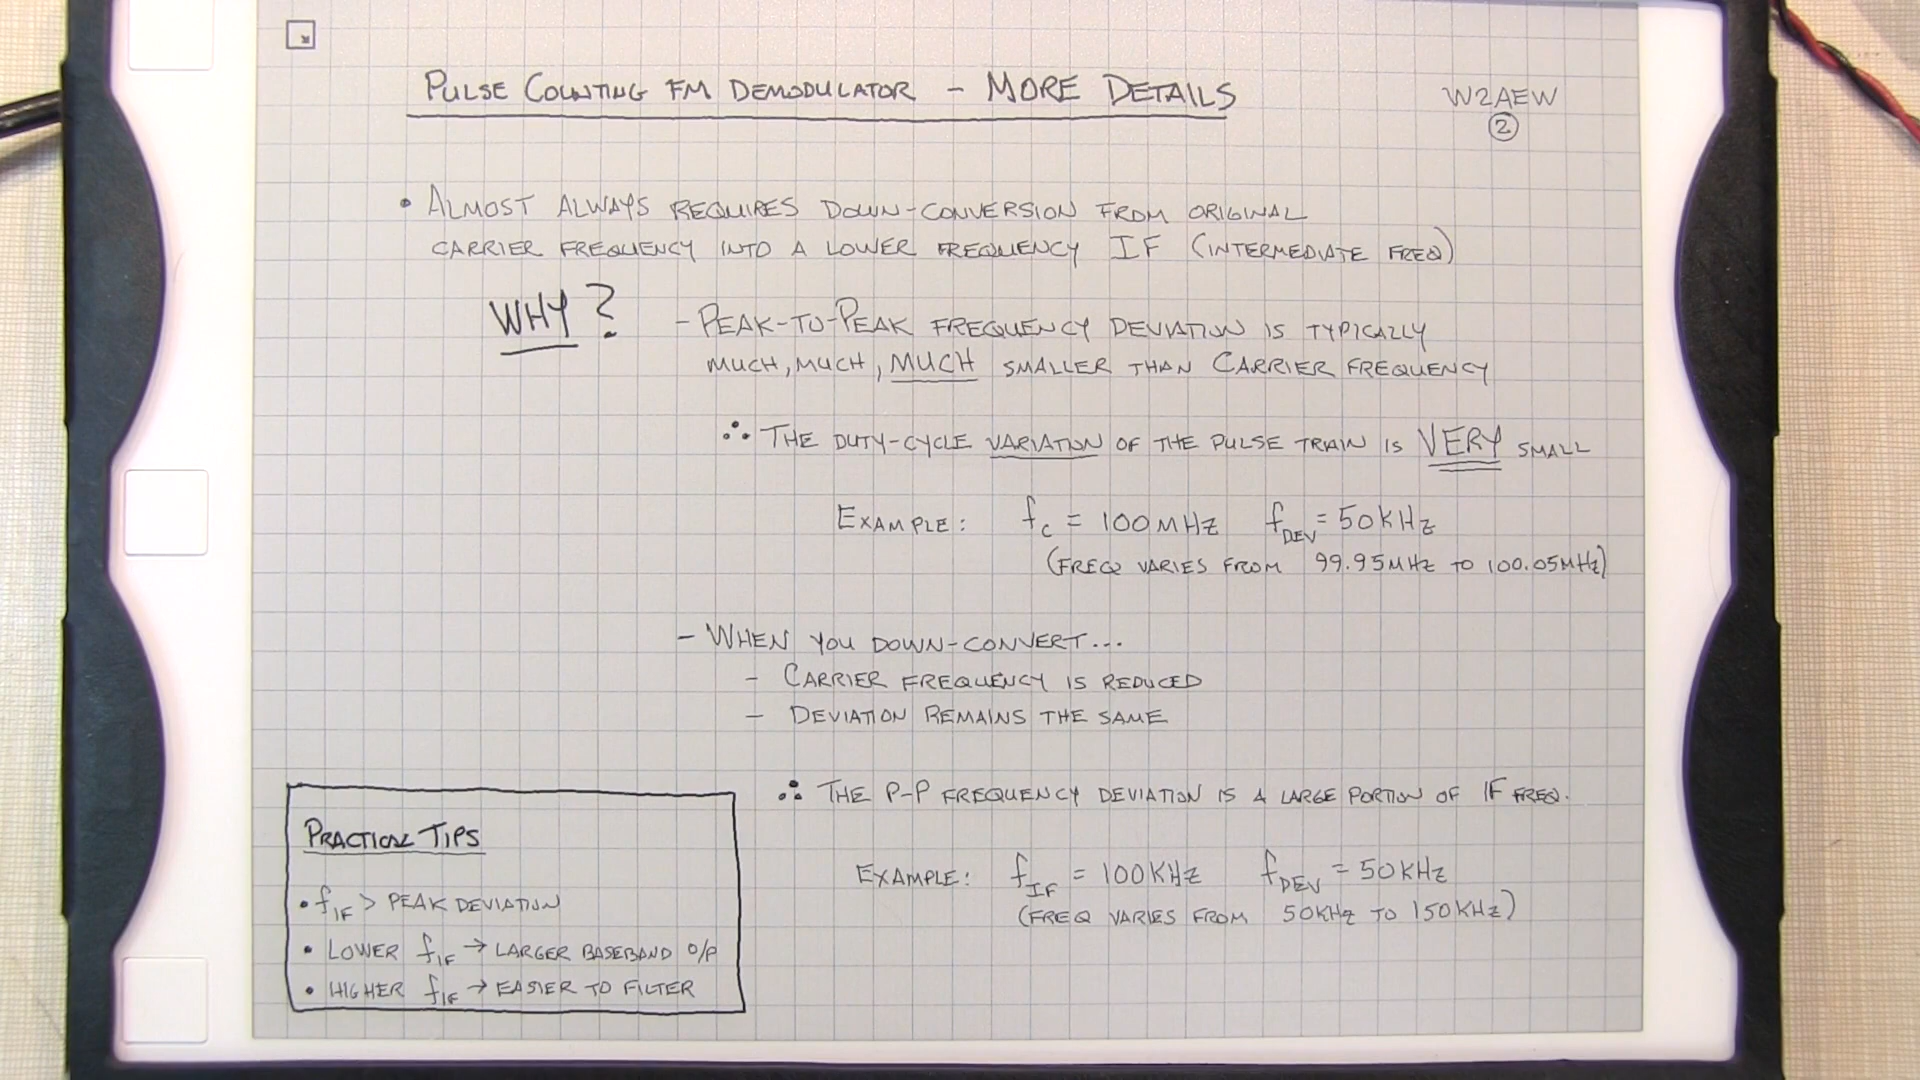 PULSE COUNTING FM DEMODULATOR - MORE DETAILS
W2AEW
2
• ALMOST ALWAYS REQUIRES DOWN-CONVERSION FROM ORIGINAL
CARRIER FREQUENCY INTO A LOWER FREQUENCY IF (INTERMEDIATE FREQ)
WHY?
- PEAK-TO-PEAK FREQUENCY DEVIATION IS TYPICALLY
MUCH, MUCH, MUCH SMALLER THAN CARRIER FREQUENCY
∴ THE DUTY-CYCLE VARIATION OF THE PULSE TRAIN IS VERY SMALL
EXAMPLE: fC = 100MHz fDEV = 50KHz
(FREQ VARIES FROM 99.95MHz TO 100.05MHz)
- WHEN YOU DOWN-CONVERT...
- CARRIER FREQUENCY IS REDUCED
- DEVIATION REMAINS THE SAME
∴ THE P-P FREQUENCY DEVIATION IS A LARGE PORTION OF IF FREQ.
EXAMPLE: fIF = 100KHz fDEV = 50KHz
(FREQ VARIES FROM 50KHz TO 150KHz)
PRACTICAL TIPS
• fIF > PEAK DEVIATION
• LOWER fIF → LARGER BASEBAND O/P
• HIGHER fIF → EASIER TO FILTER